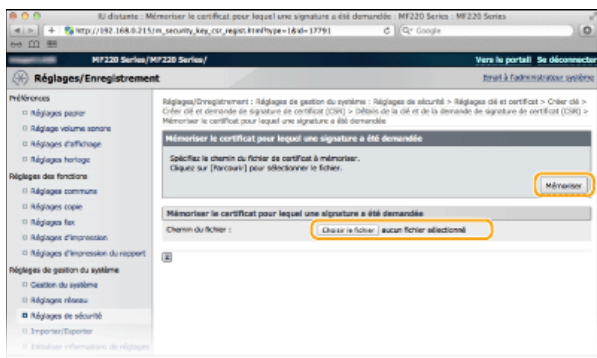 IU distante : Mémoriser le certificat pour lequel une signature a été demandée : MF220 Series : MF220 Series
http://192.168.0.215/m_security_key_csr_regist.html?type=1&id=17791
Google
MF220 Series/MF220 Series/
Vers le portail Se déconnecter
Réglages/Enregistrement
Email à l'administrateur système
Préférences
Réglages papier
Réglage volume sonore
Réglages d'affichage
Réglages horloge
Réglages des fonctions
Réglages communs
Réglages copie
Réglages fax
Réglages d'impression
Réglages d'impression du rapport
Réglages de gestion du système
Gestion du système
Réglages réseau
Réglages de sécurité
Importer/Exporter
Initialiser informations de réglages
Réglages/Enregistrement : Réglages de gestion du système : Réglages de sécurité > Réglages clé et certificat > Créer clé >
Créer clé et demande de signature de certificat (CSR) > Détails de la clé et de la demande de signature de certificat (CSR) >
Mémoriser le certificat pour lequel une signature a été demandée
Mémoriser le certificat pour lequel une signature a été demandée
Spécifiez le chemin du fichier de certificat à mémoriser.
Cliquez sur [Parcourir] pour sélectionner le fichier.
Mémoriser
Mémoriser le certificat pour lequel une signature a été demandée
Chemin du fichier :
Choisir le fichier aucun fichier sélectionné